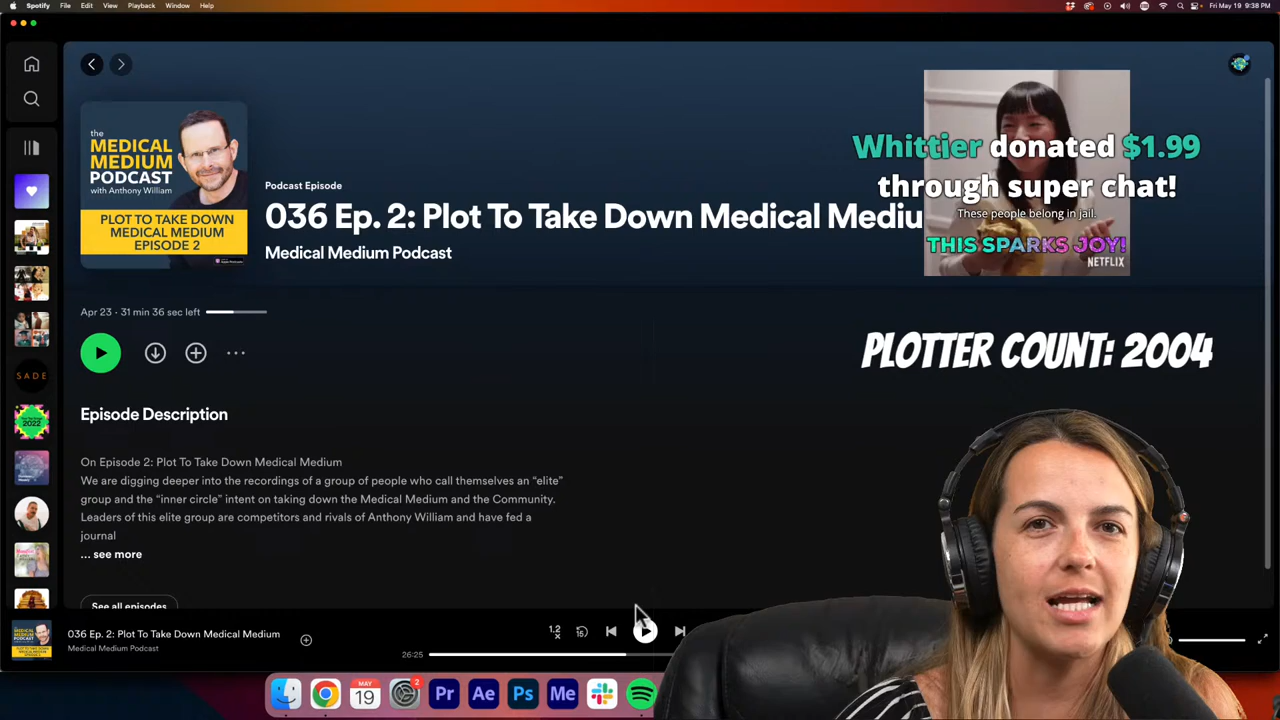 Spotify File Edit View Playback Window Help
Fri May 19 9:38 PM
the
MEDICAL
MEDIUM
PODCAST
with Anthony William
PLOT TO TAKE DOWN
MEDICAL MEDIUM
EPISODE 2
Podcast Episode
036 Ep. 2: Plot To Take Down Medical Mediu
Medical Medium Podcast
Whittier donated $1.99
through super chat!
These people belong in jail.
THIS SPARKS JOY!
NETFLIX
Apr 23 · 31 min 36 sec left
PLOTTER COUNT: 2004
Episode Description
On Episode 2: Plot To Take Down Medical Medium
We are digging deeper into the recordings of a group of people who call themselves an “elite”
group and the “inner circle” intent on taking down the Medical Medium and the Community.
Leaders of this elite group are competitors and rivals of Anthony William and have fed a
journal
... see more
See all episodes
SADE
036 Ep. 2: Plot To Take Down Medical Medium
Medical Medium Podcast
1.2
x
15
26:25
MAY
19
2
Pr Ae Ps Me